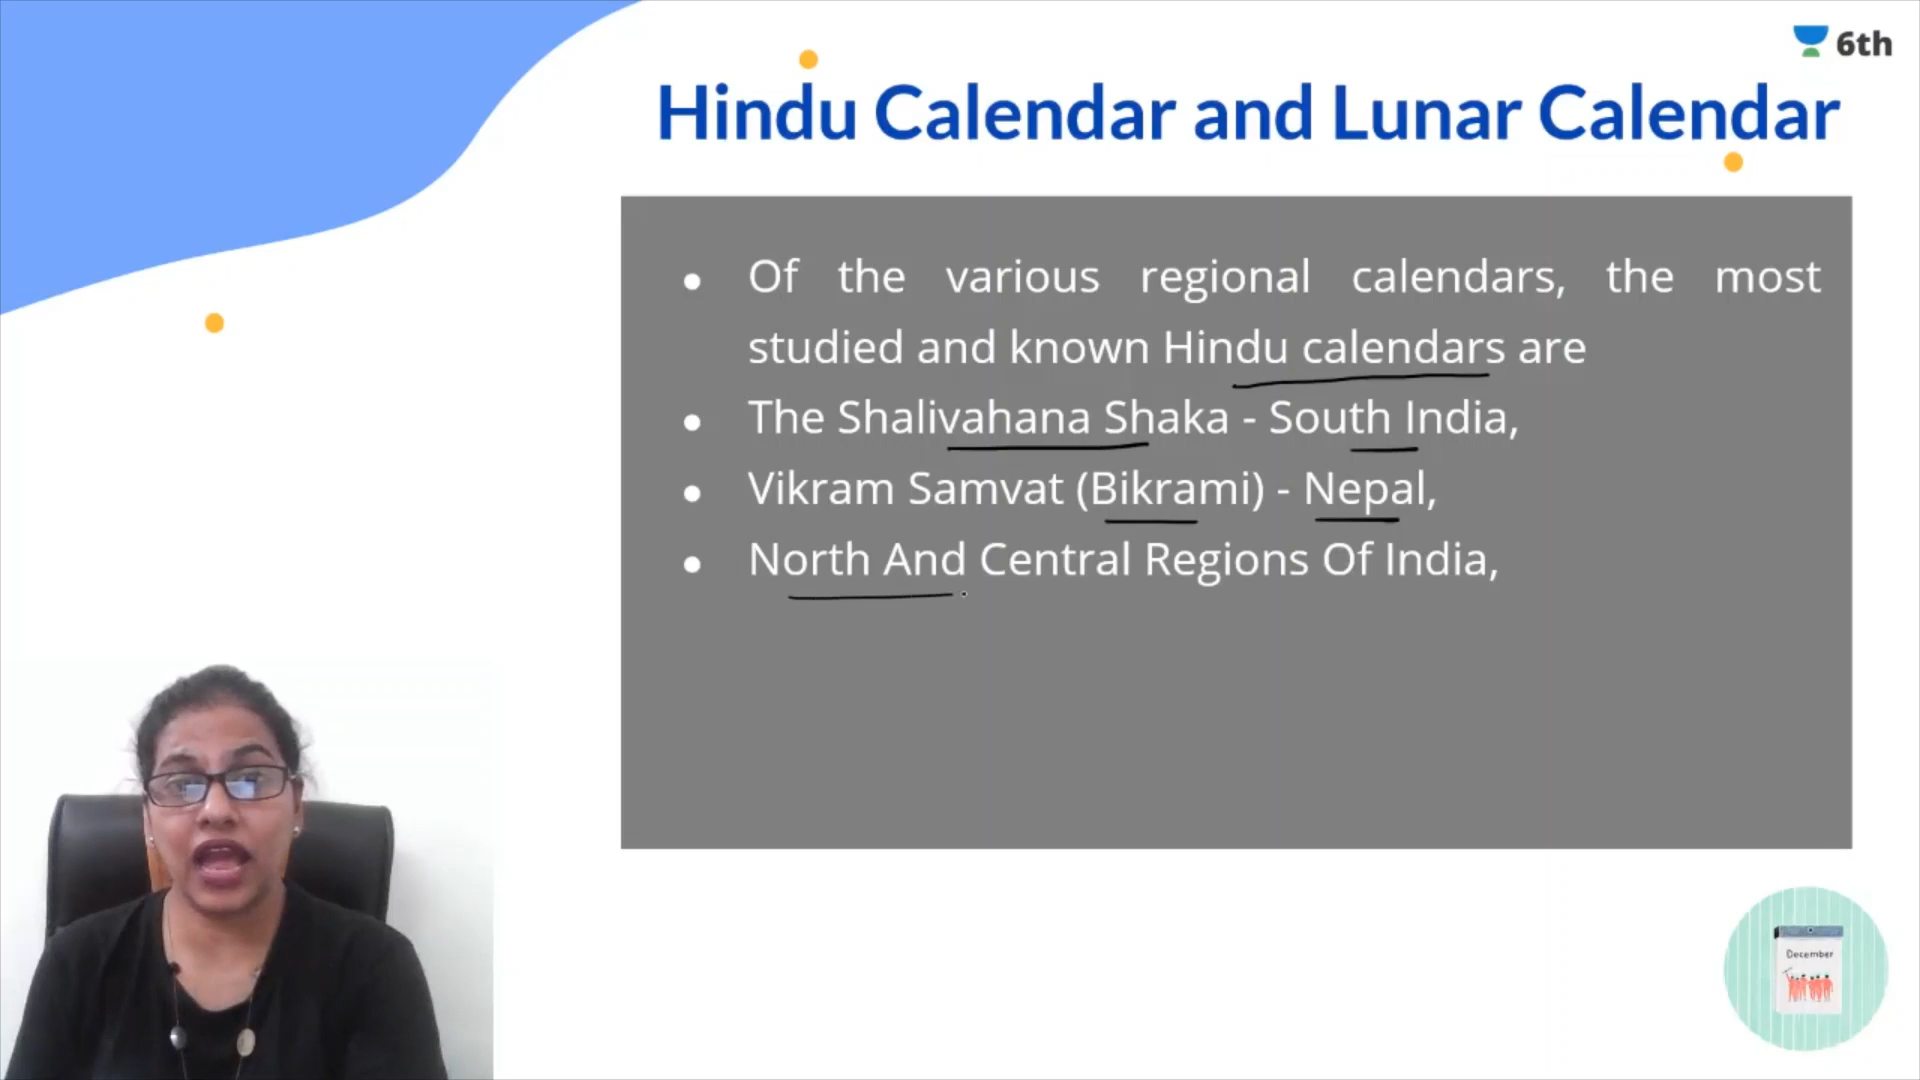 6th
Hindu Calendar and Lunar Calendar
● Of the various regional calendars, the most
studied and known Hindu calendars are
● The Shalivahana Shaka - South India,
● Vikram Samvat (Bikrami) - Nepal,
● North And Central Regions Of India,
December